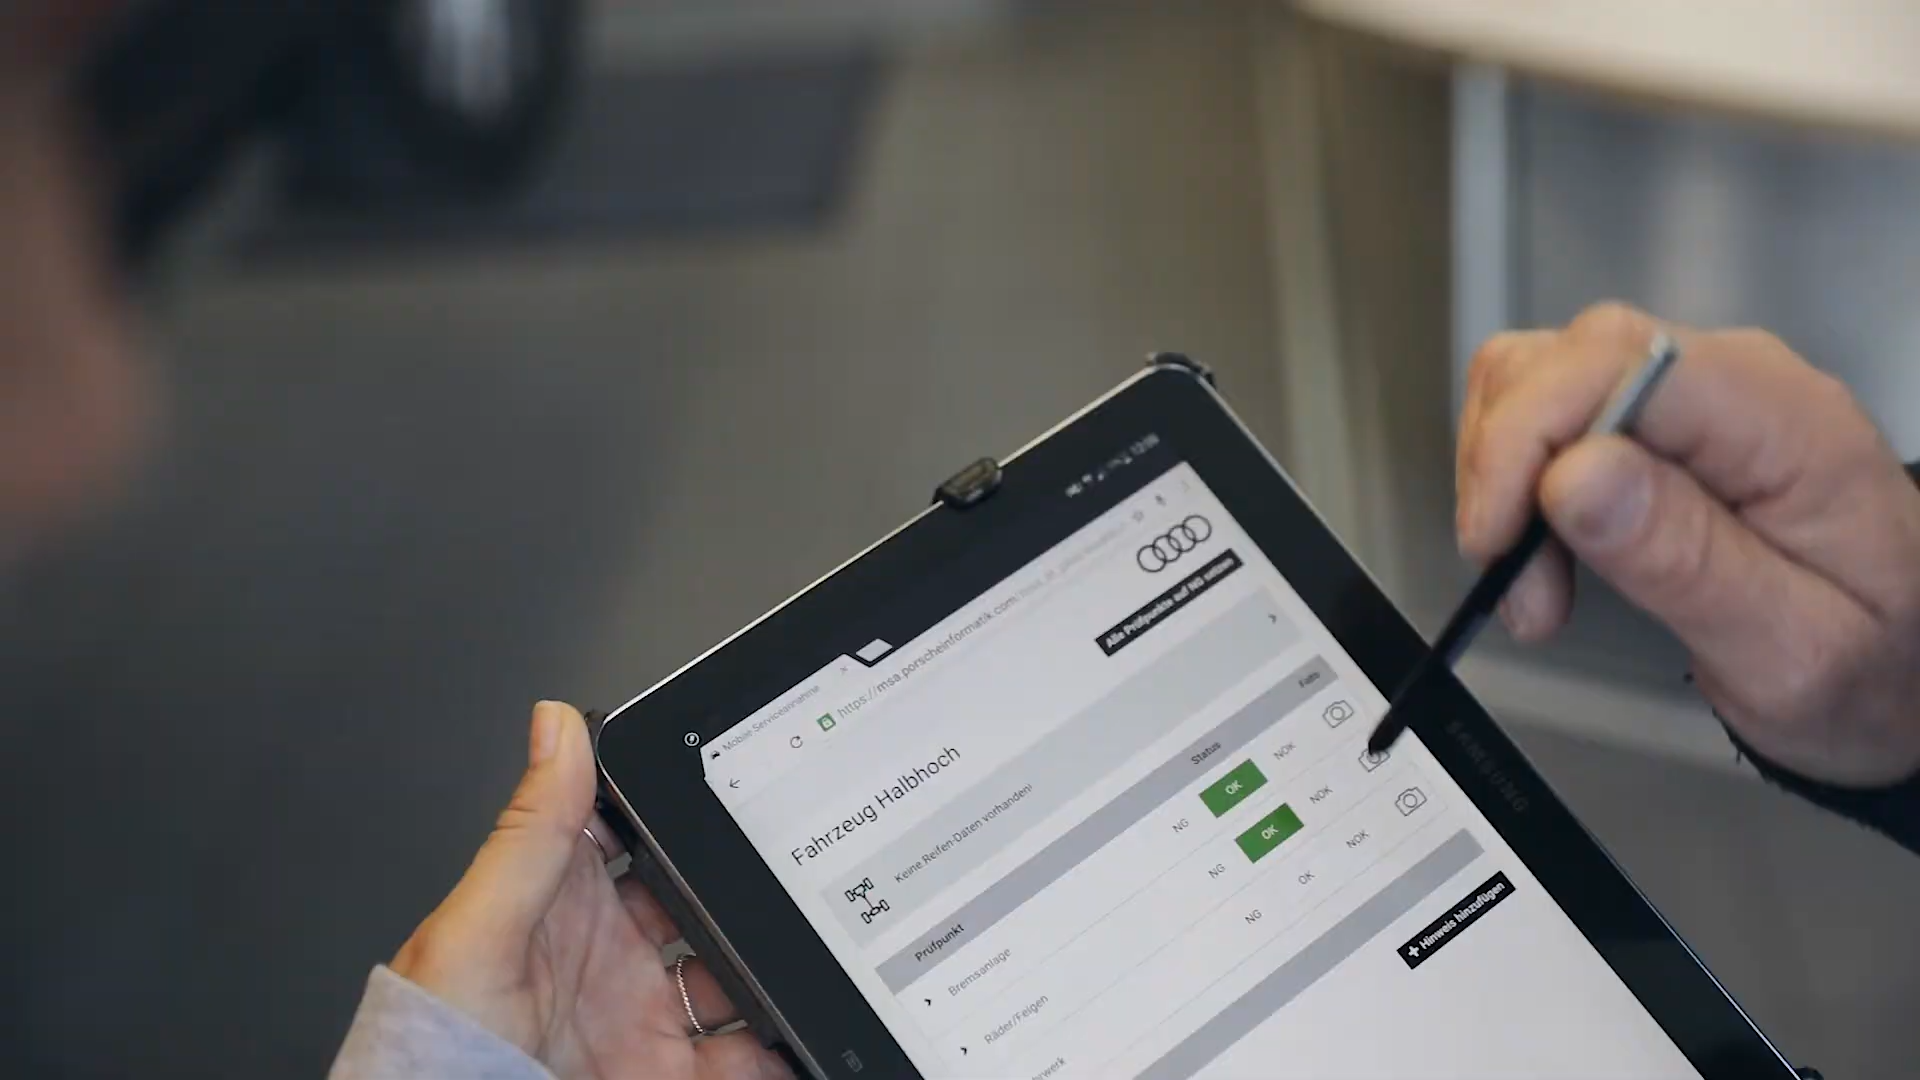 Mobile Serviceannahme
https://msa.porscheinformatik.com
Alle Prüfpunkte auf NG setzen
Fahrzeug Halbhoch
Keine Reifen-Daten vorhanden!
Prüfpunkt Status Foto
Bremsanlage NG OK NOK
Räder/Felgen NG OK NOK
NG OK NOK
+ Hinweis hinzufügen
SAMSUNG